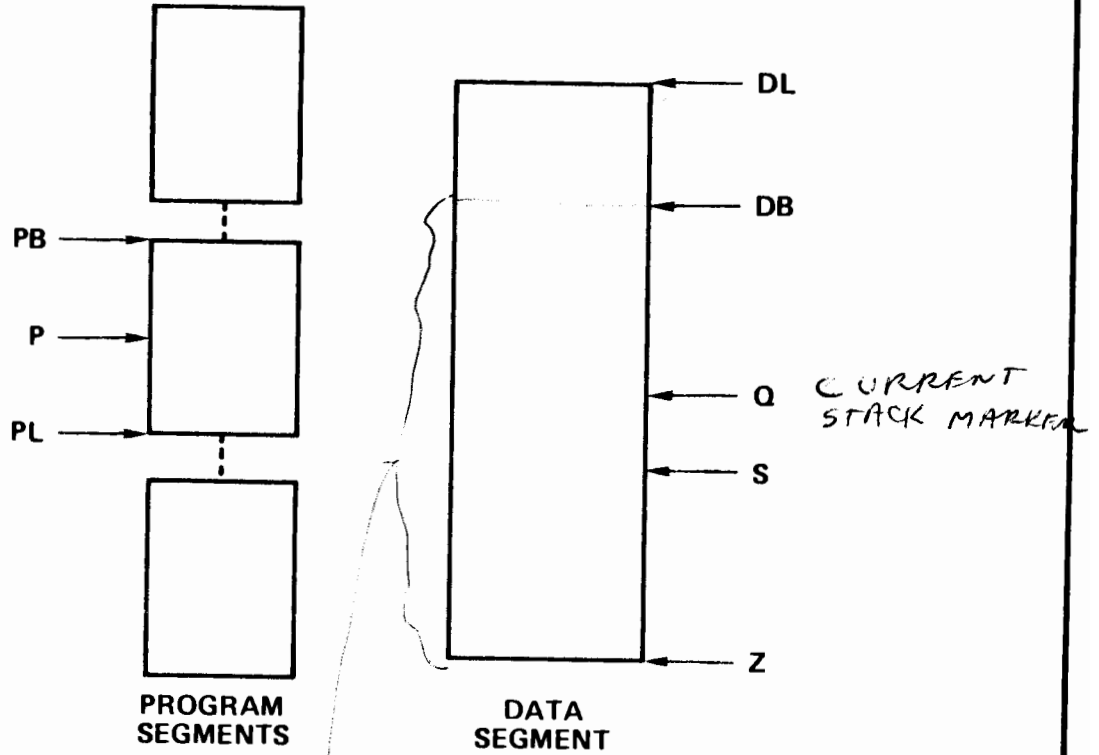 DL
DB
PB
P
Q CURRENT
STACK MARKER
PL
S
Z
PROGRAM
SEGMENTS
DATA
SEGMENT